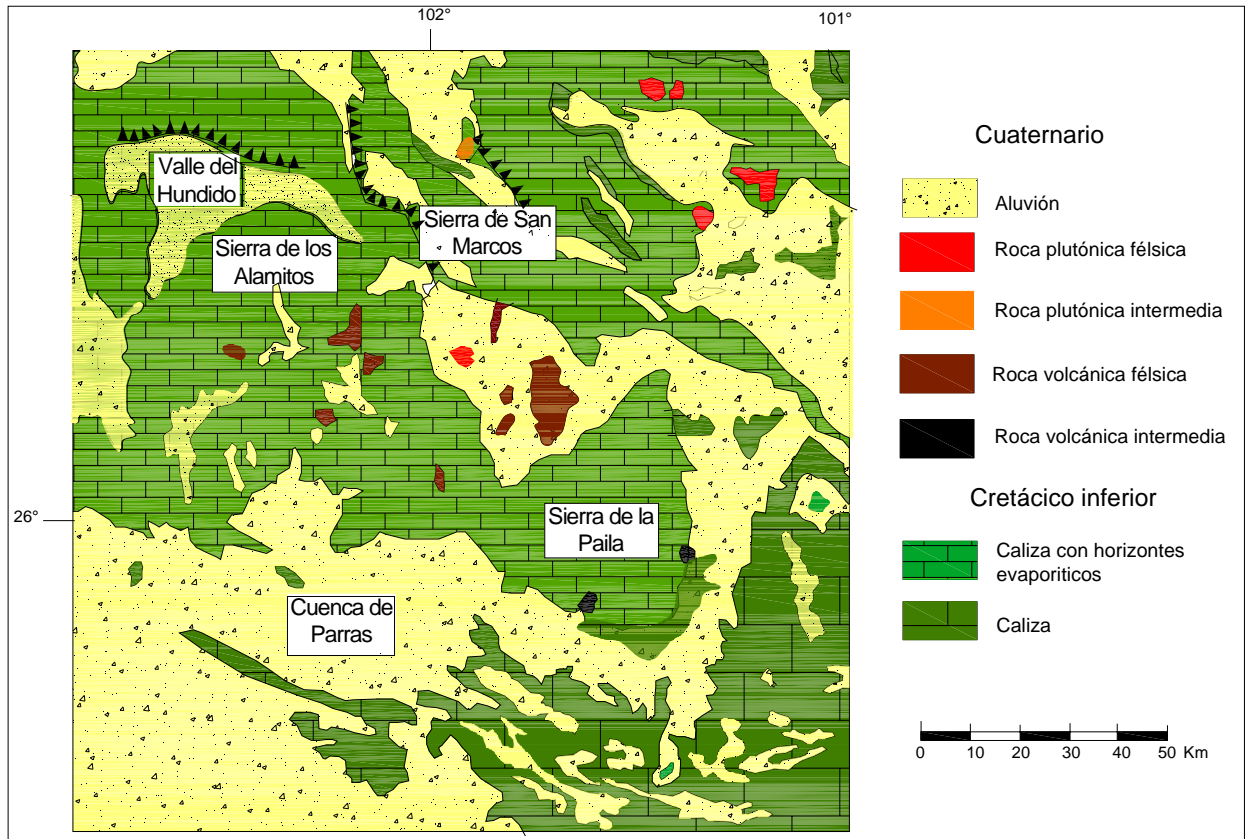 102°
101°
Valle del
Hundido
Sierra de San
Marcos
Sierra de los
Alamitos
26°
Sierra de la
Paila
Cuenca de
Parras
Cuaternario
Aluvión
Roca plutónica félsica
Roca plutónica intermedia
Roca volcánica félsica
Roca volcánica intermedia
Cretácico inferior
Caliza con horizontes
evaporiticos
Caliza
0 10 20 30 40 50 Km